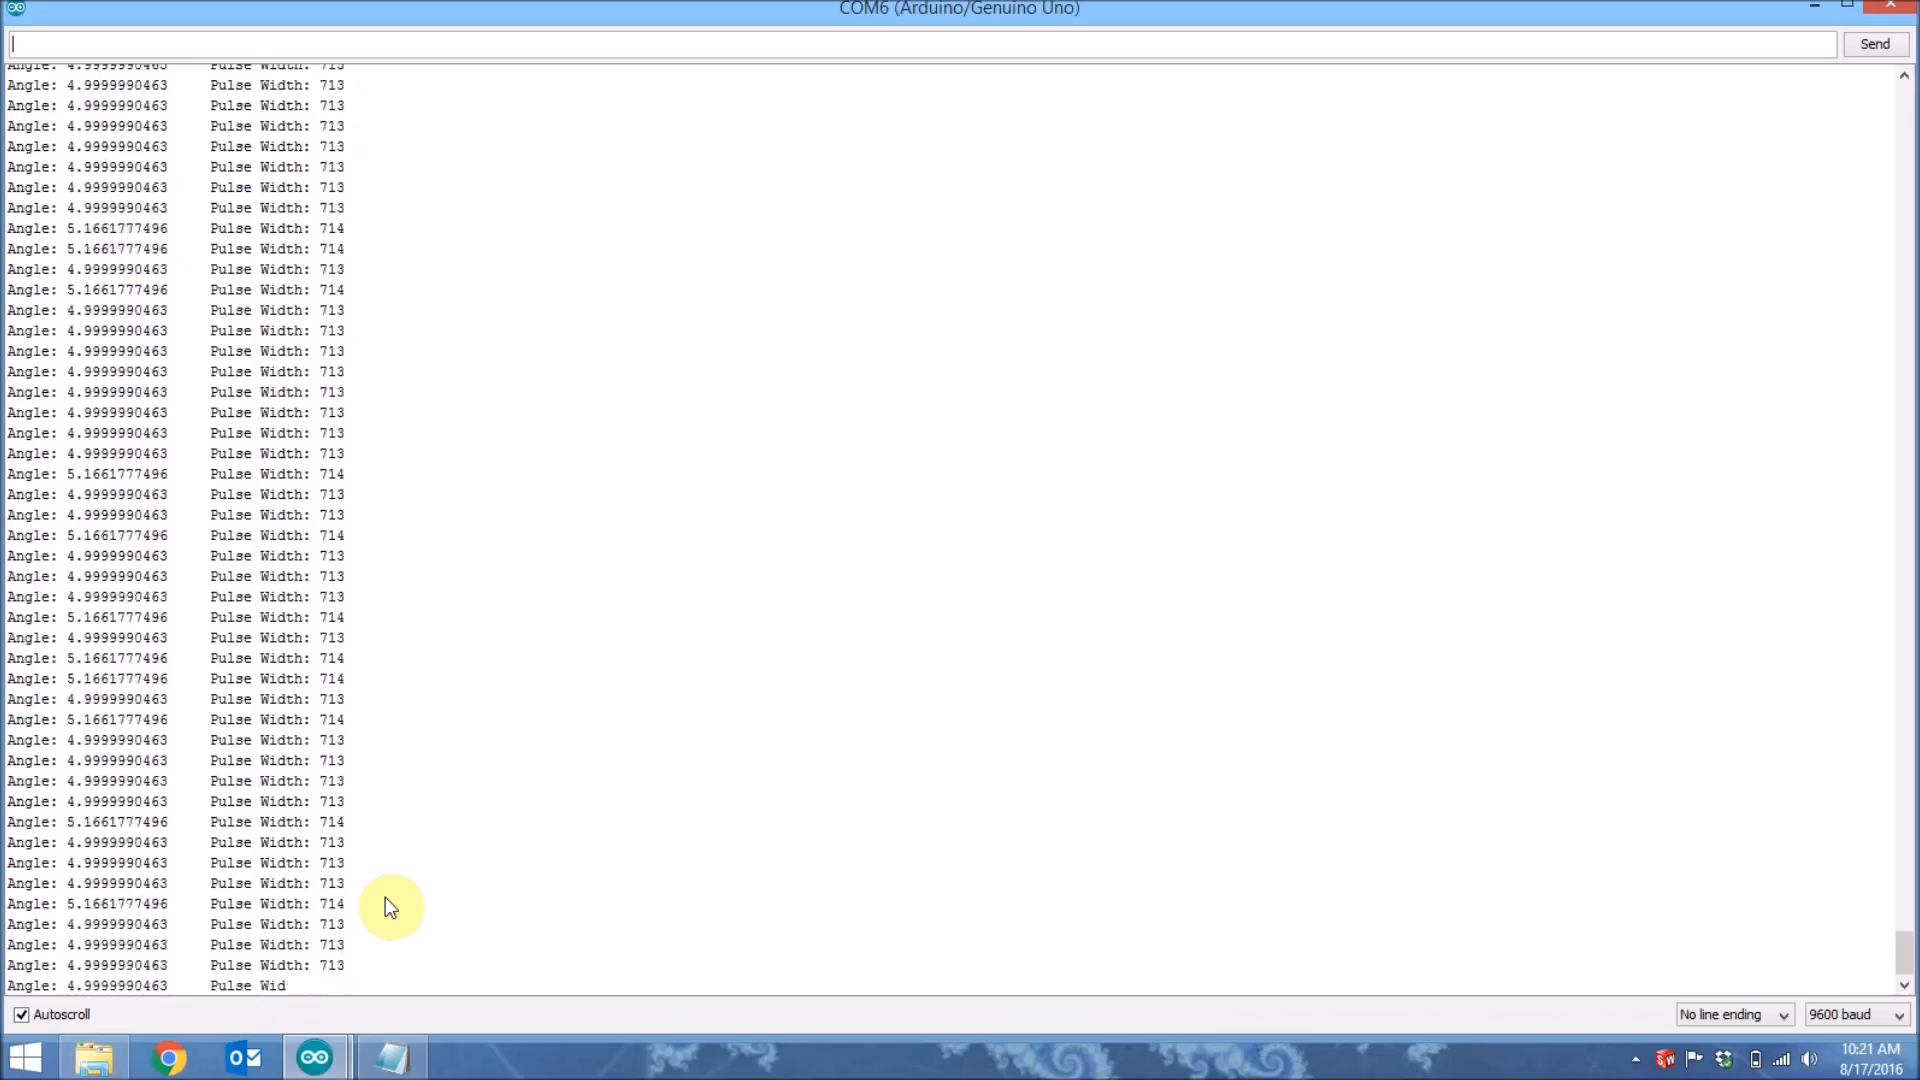 COM6 (Arduino/Genuino Uno)
Send
Angle: 4.9999990463 Pulse Width: 713
Angle: 4.9999990463 Pulse Width: 713
Angle: 4.9999990463 Pulse Width: 713
Angle: 4.9999990463 Pulse Width: 713
Angle: 4.9999990463 Pulse Width: 713
Angle: 4.9999990463 Pulse Width: 713
Angle: 4.9999990463 Pulse Width: 713
Angle: 4.9999990463 Pulse Width: 713
Angle: 5.1661777496 Pulse Width: 714
Angle: 5.1661777496 Pulse Width: 714
Angle: 4.9999990463 Pulse Width: 713
Angle: 5.1661777496 Pulse Width: 714
Angle: 4.9999990463 Pulse Width: 713
Angle: 4.9999990463 Pulse Width: 713
Angle: 4.9999990463 Pulse Width: 713
Angle: 4.9999990463 Pulse Width: 713
Angle: 4.9999990463 Pulse Width: 713
Angle: 4.9999990463 Pulse Width: 713
Angle: 4.9999990463 Pulse Width: 713
Angle: 4.9999990463 Pulse Width: 713
Angle: 5.1661777496 Pulse Width: 714
Angle: 4.9999990463 Pulse Width: 713
Angle: 4.9999990463 Pulse Width: 713
Angle: 5.1661777496 Pulse Width: 714
Angle: 4.9999990463 Pulse Width: 713
Angle: 4.9999990463 Pulse Width: 713
Angle: 4.9999990463 Pulse Width: 713
Angle: 5.1661777496 Pulse Width: 714
Angle: 4.9999990463 Pulse Width: 713
Angle: 5.1661777496 Pulse Width: 714
Angle: 5.1661777496 Pulse Width: 714
Angle: 4.9999990463 Pulse Width: 713
Angle: 5.1661777496 Pulse Width: 714
Angle: 4.9999990463 Pulse Width: 713
Angle: 4.9999990463 Pulse Width: 713
Angle: 4.9999990463 Pulse Width: 713
Angle: 4.9999990463 Pulse Width: 713
Angle: 5.1661777496 Pulse Width: 714
Angle: 4.9999990463 Pulse Width: 713
Angle: 4.9999990463 Pulse Width: 713
Angle: 4.9999990463 Pulse Width: 713
Angle: 5.1661777496 Pulse Width: 714
Angle: 4.9999990463 Pulse Width: 713
Angle: 4.9999990463 Pulse Width: 713
Angle: 4.9999990463 Pulse Width: 713
Angle: 4.9999990463 Pulse Wid
Autoscroll
No line ending
9600 baud
10:21 AM
8/17/2016